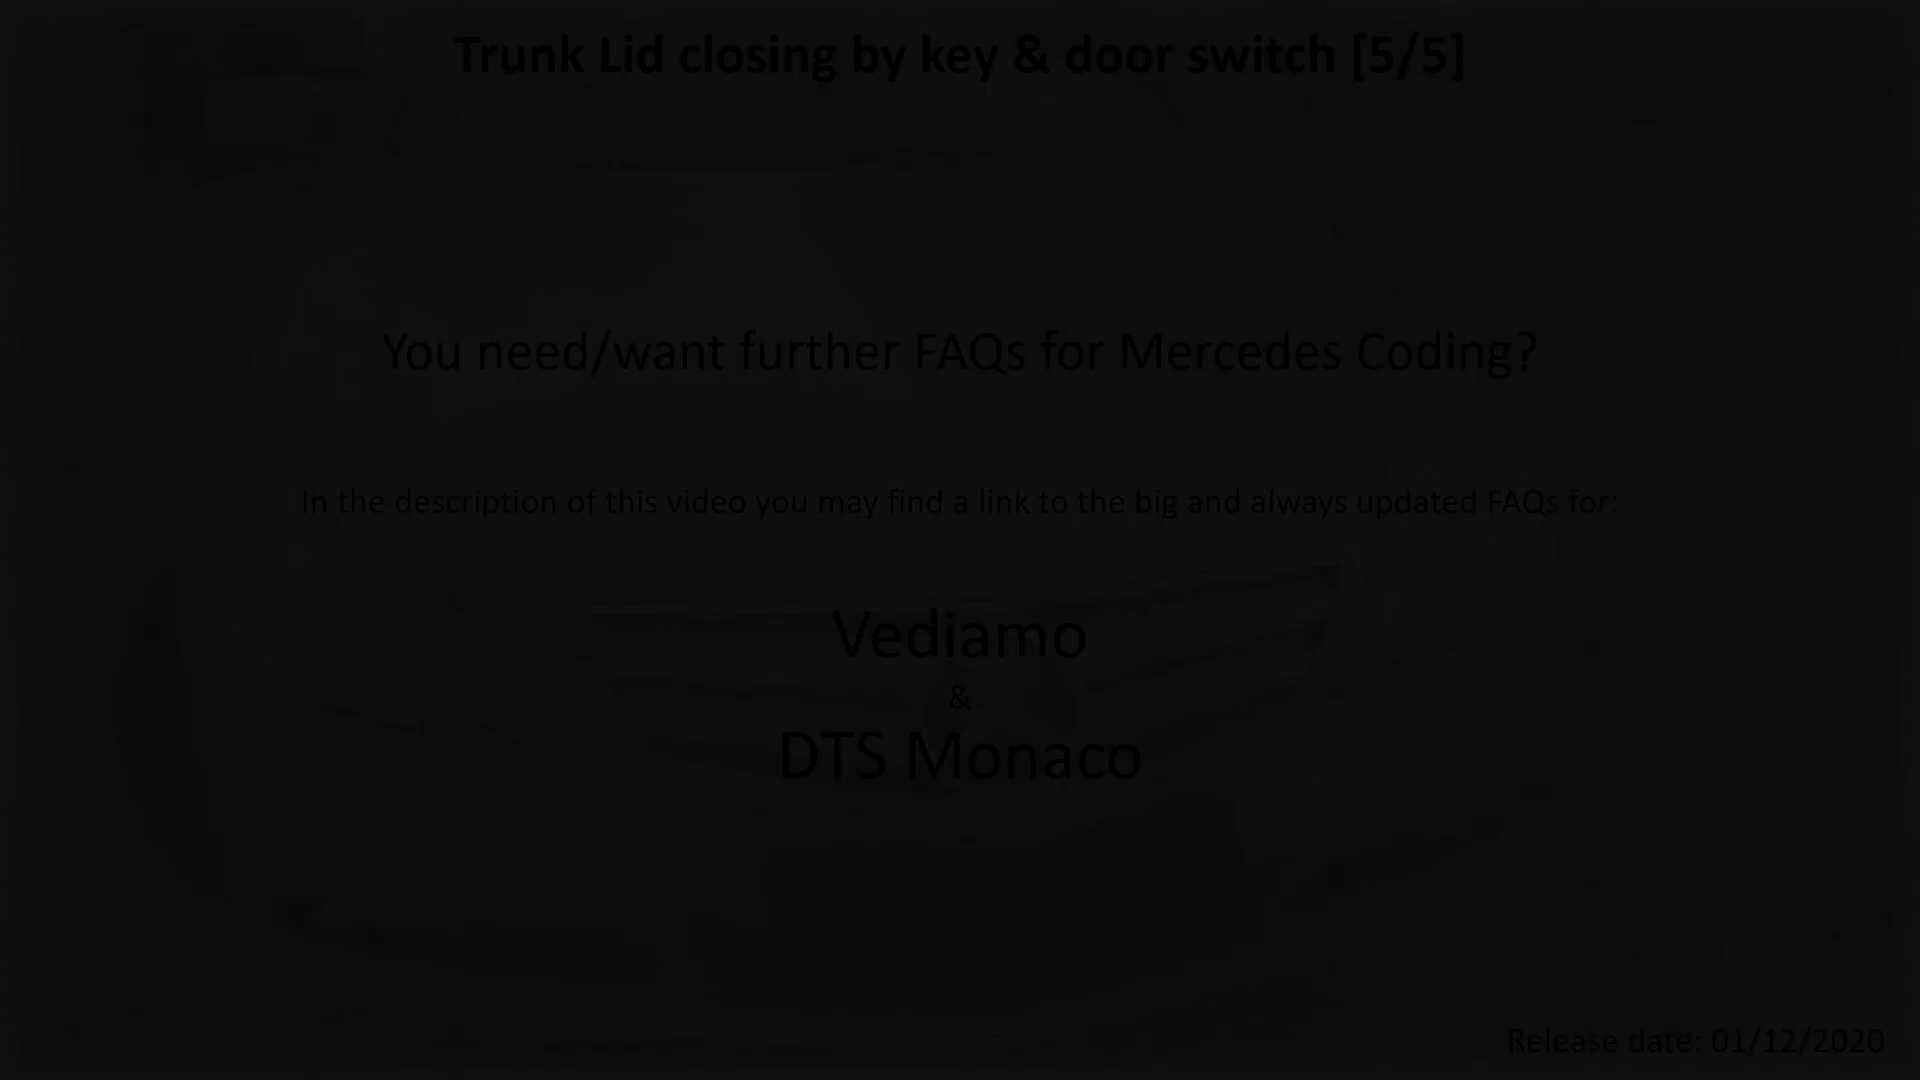 Trunk Lid closing by key & door switch [5/5]
You need/want further FAQs for Mercedes Coding?
In the description of this video you may find a link to the big and always updated FAQs for:
Vediamo
&
DTS Monaco
Release date: 01/12/2020